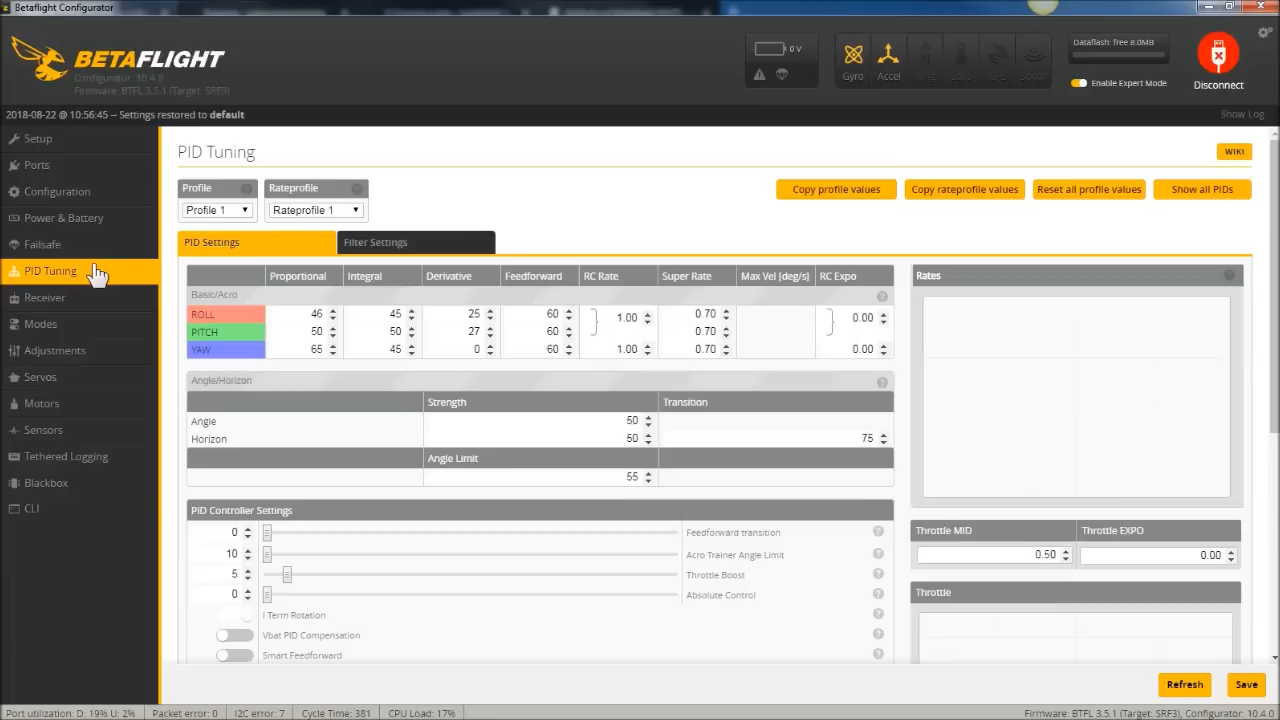 Betaflight Configurator
BETAFLIGHT
Configurator 10.4.0
Firmware: BTFL 3.5.1 (Target: SRF3)
0 V
Gyro Accel
Dataflash: free 8.0MB
Enable Expert Mode
Disconnect
2018-08-22 @ 10:56:45 -- Settings restored to default
Show Log
Setup
Ports
Configuration
Power & Battery
Failsafe
PID Tuning
Receiver
Modes
Adjustments
Servos
Motors
Sensors
Tethered Logging
Blackbox
CLI
PID Tuning
WIKI
Profile Rateprofile
Profile 1 Rateprofile 1
Copy profile values Copy rateprofile values Reset all profile values Show all PIDs
PID Settings Filter Settings
Proportional Integral Derivative Feedforward RC Rate Super Rate Max Vel [deg/s] RC Expo
Basic/Acro
ROLL 46 45 25 60 1.00 0.70 0.00
PITCH 50 50 27 60 0.70
YAW 65 45 0 60 1.00 0.70 0.00
Angle/Horizon
Strength Transition
Angle 50
Horizon 50 75
Angle Limit
55
PID Controller Settings
0 Feedforward transition
10 Acro Trainer Angle Limit
5 Throttle Boost
0 Absolute Control
I Term Rotation
Vbat PID Compensation
Smart Feedforward
Rates
Throttle MID Throttle EXPO
0.50 0.00
Throttle
Refresh Save
Port utilization: D: 19% U: 2% Packet error: 0 I2C error: 7 Cycle Time: 381 CPU Load: 17% Firmware: BTFL 3.5.1 (Target: SRF3), Configurator: 10.4.0